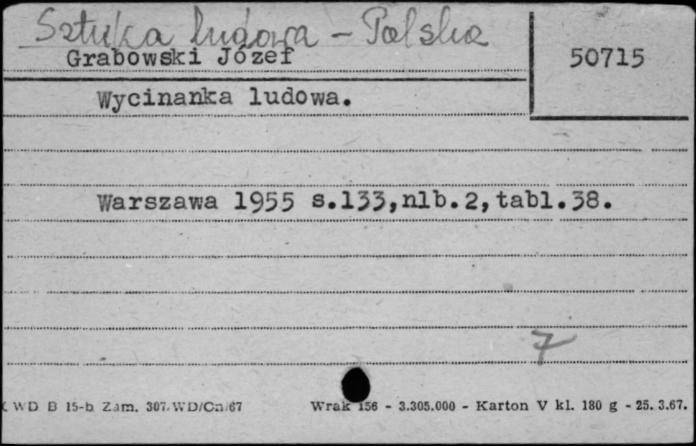 Sztuka ludowa - Polska
Grabowski Józef
50715
Wycinanka ludowa.
Warszawa 1955 s.133,nlb.2,tabl.38.
7
CWD B 15-b Zam. 307/WD/Cn/67 Wrak 156 - 3.305.000 - Karton V kl. 180 g - 25. 3.67.